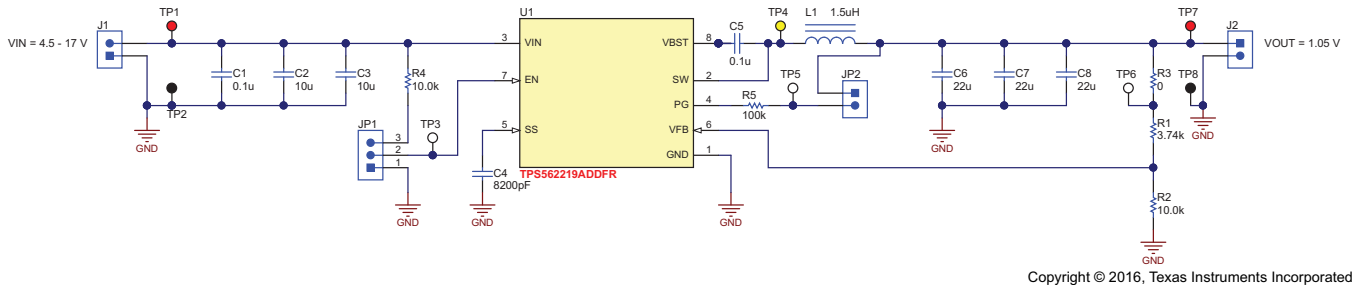 J1
TP1
VIN = 4.5 - 17 V
TP2
GND
C1
0.1u
C2
10u
C3
10u
R4
10.0k
JP1
3
2
1
TP3
GND
C4
8200pF
GND
U1
3 VIN
7 EN
5 SS
VBST 8
SW 2
PG 4
VFB 6
GND 1
TPS562219ADDFR
GND
C5
0.1u
TP4
L1 1.5uH
R5
100k
TP5
JP2
C6
22u
C7
22u
C8
22u
GND
TP6
R3
0
R1
3.74k
R2
10.0k
GND
TP7
TP8
GND
J2
VOUT = 1.05 V
Copyright © 2016, Texas Instruments Incorporated